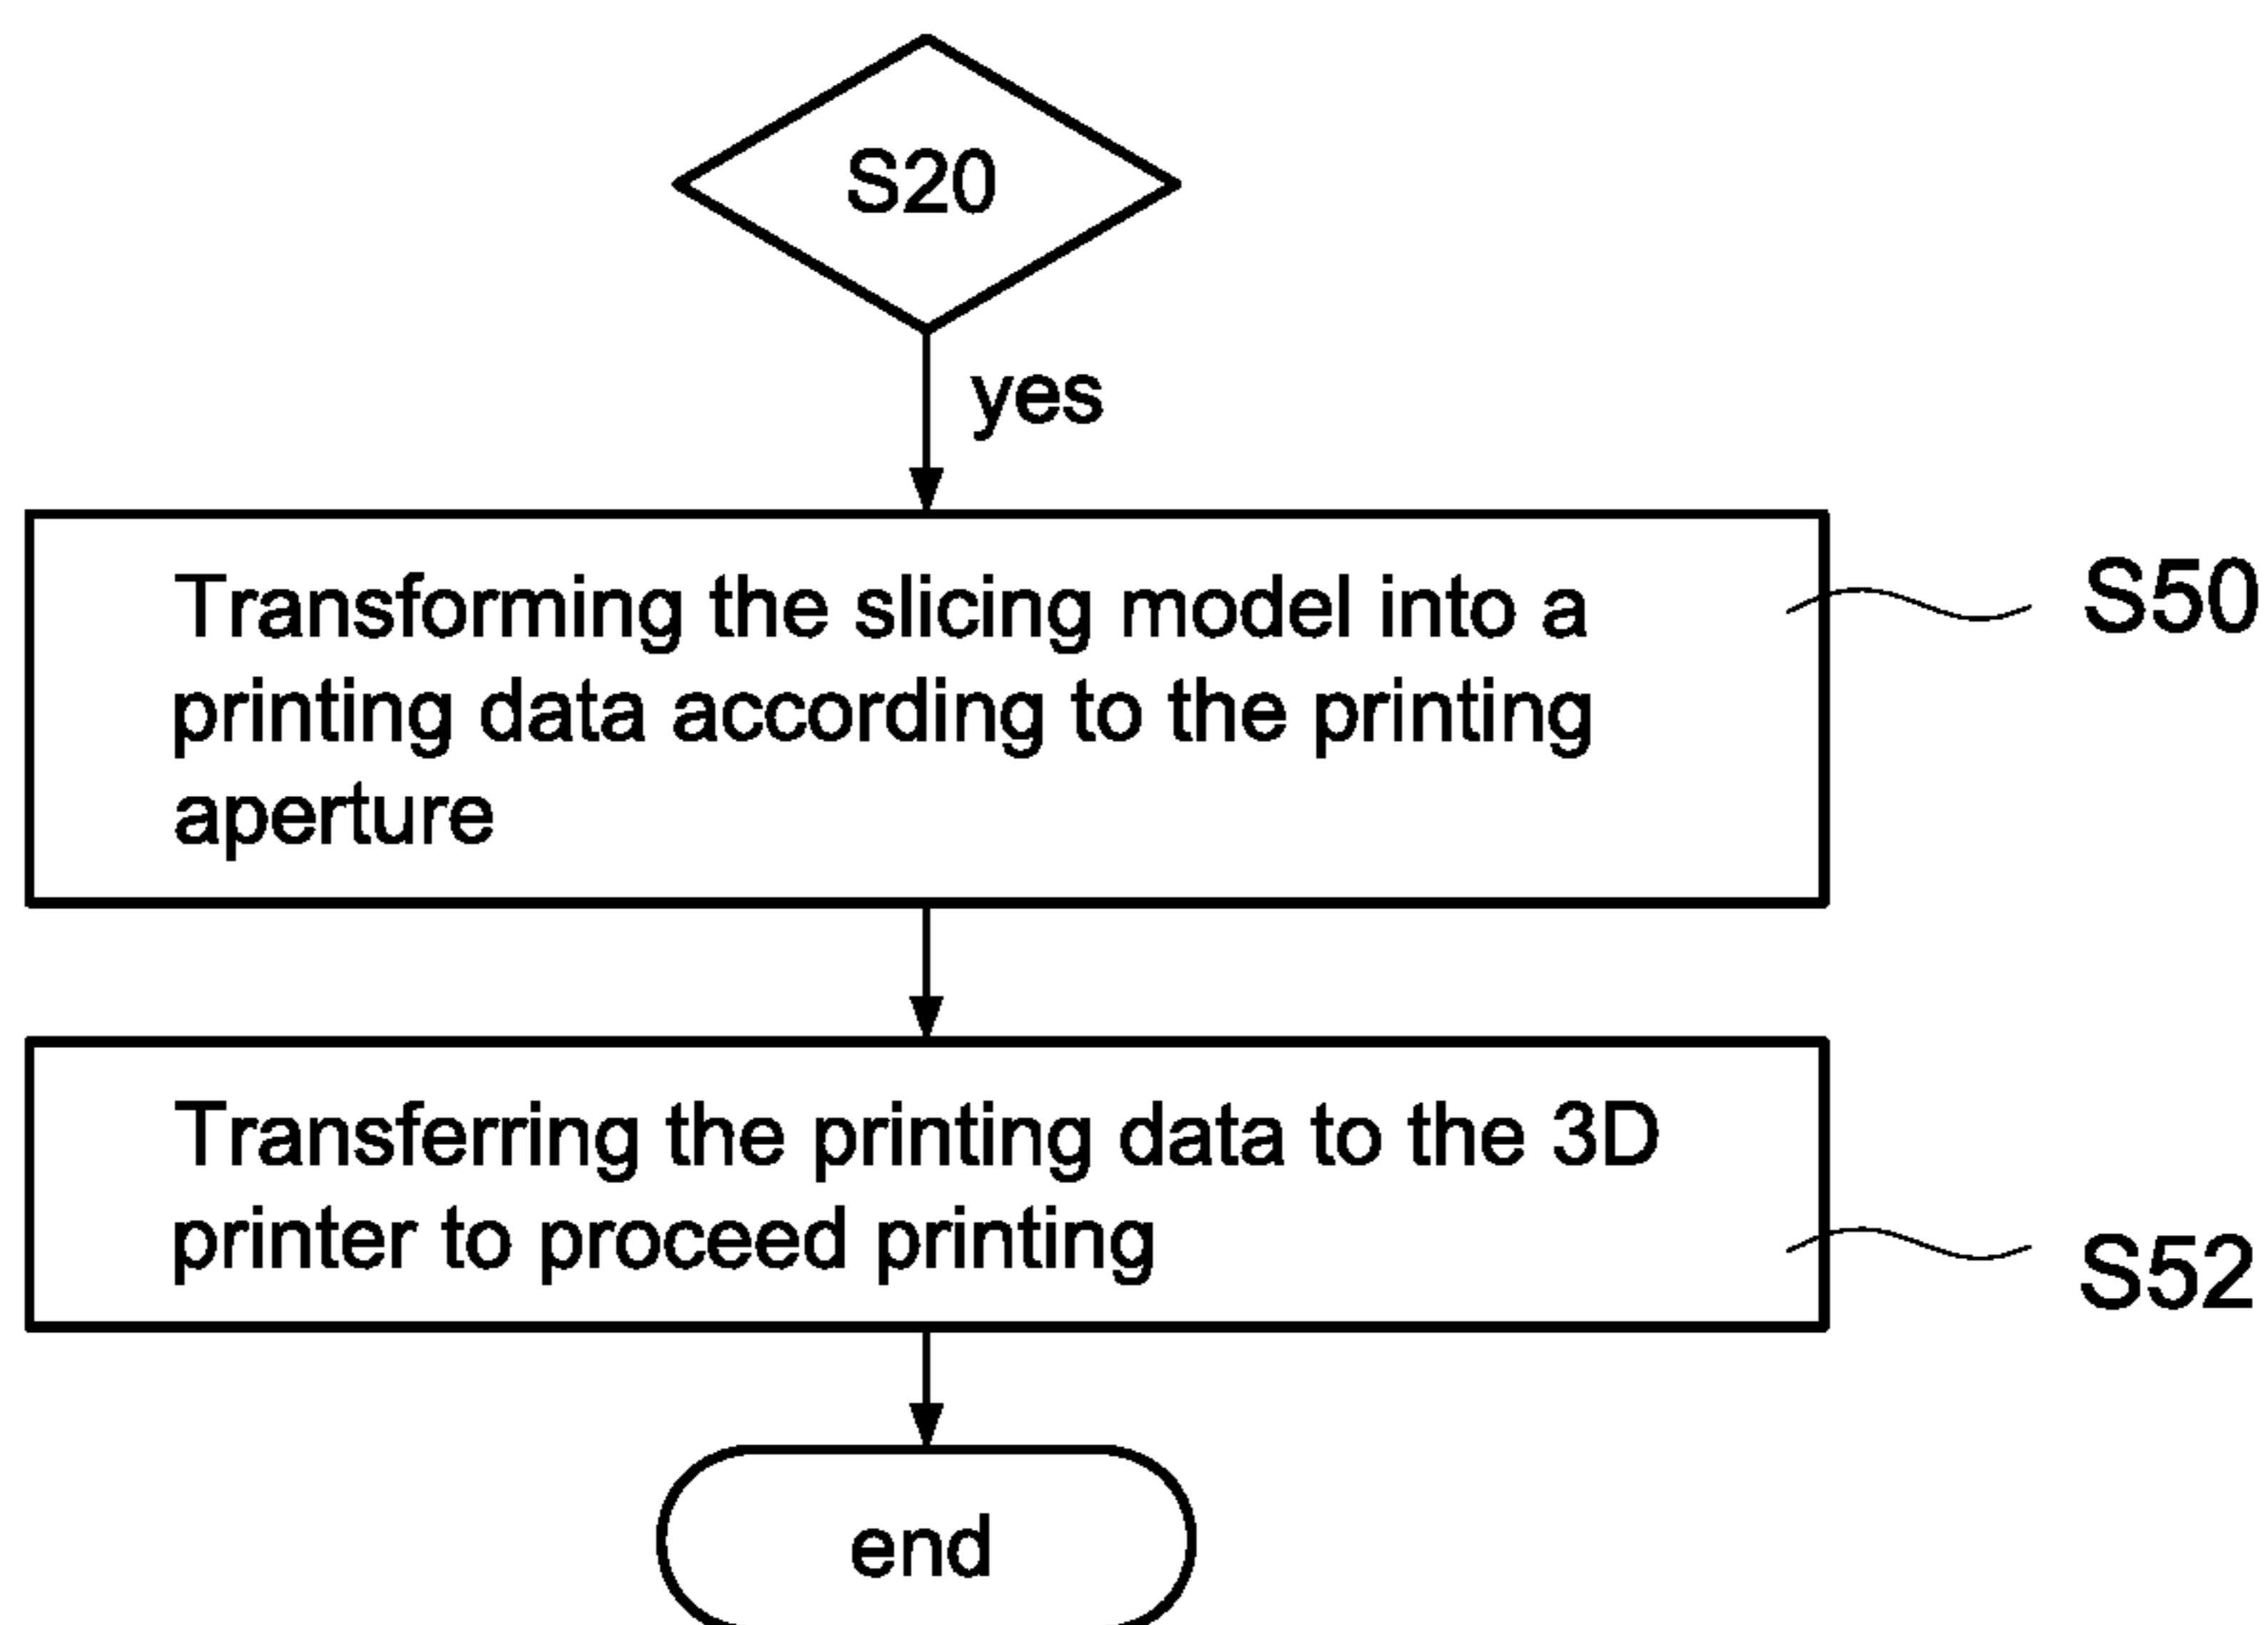 S20
yes
Transforming the slicing model into a
printing data according to the printing
aperture
S50
Transferring the printing data to the 3D
printer to proceed printing
S52
end